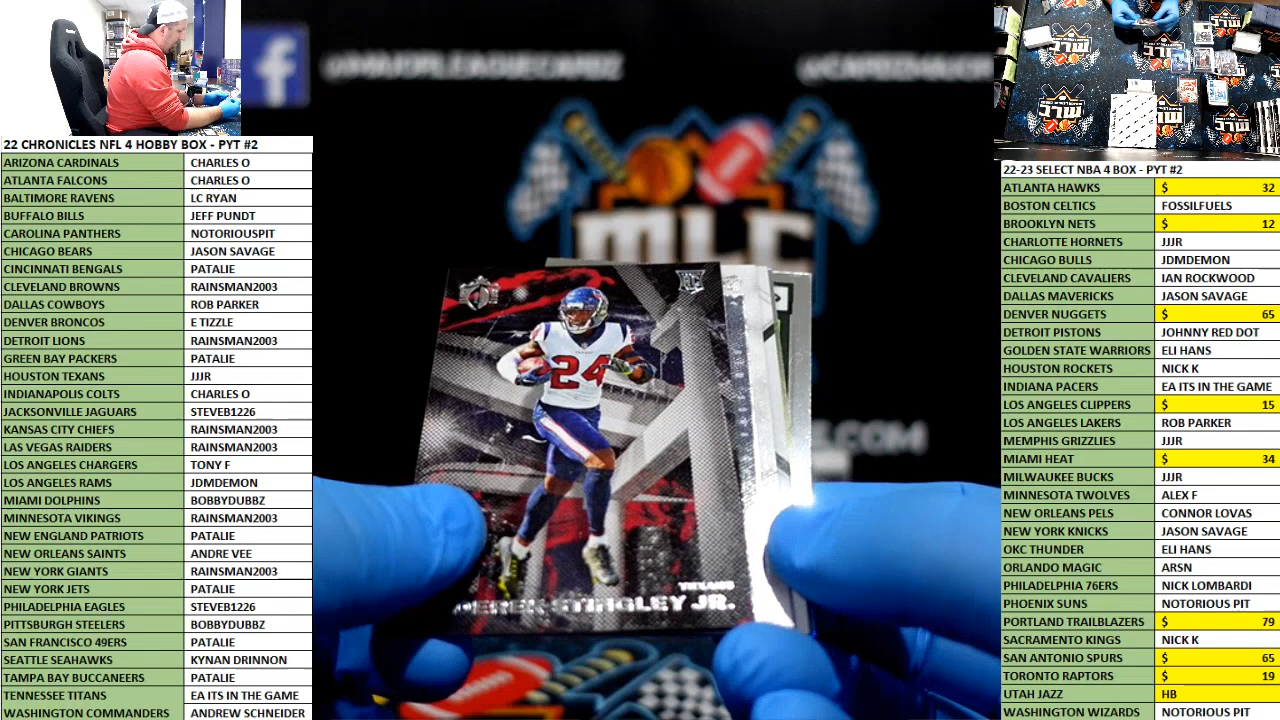 22 CHRONICLES NFL 4 HOBBY BOX - PYT #2
ARIZONA CARDINALS CHARLES O
ATLANTA FALCONS CHARLES O
BALTIMORE RAVENS LC RYAN
BUFFALO BILLS JEFF PUNDT
CAROLINA PANTHERS NOTORIOUSPIT
CHICAGO BEARS JASON SAVAGE
CINCINNATI BENGALS PATALIE
CLEVELAND BROWNS RAINSMAN2003
DALLAS COWBOYS ROB PARKER
DENVER BRONCOS E TIZZLE
DETROIT LIONS RAINSMAN2003
GREEN BAY PACKERS PATALIE
HOUSTON TEXANS JJJR
INDIANAPOLIS COLTS CHARLES O
JACKSONVILLE JAGUARS STEVEB1226
KANSAS CITY CHIEFS RAINSMAN2003
LAS VEGAS RAIDERS RAINSMAN2003
LOS ANGELES CHARGERS TONY F
LOS ANGELES RAMS JDMDEMON
MIAMI DOLPHINS BOBBYDUBBZ
MINNESOTA VIKINGS RAINSMAN2003
NEW ENGLAND PATRIOTS PATALIE
NEW ORLEANS SAINTS ANDRE VEE
NEW YORK GIANTS RAINSMAN2003
NEW YORK JETS PATALIE
PHILADELPHIA EAGLES STEVEB1226
PITTSBURGH STEELERS BOBBYDUBBZ
SAN FRANCISCO 49ERS PATALIE
SEATTLE SEAHAWKS KYNAN DRINNON
TAMPA BAY BUCCANEERS PATALIE
TENNESSEE TITANS EA ITS IN THE GAME
WASHINGTON COMMANDERS ANDREW SCHNEIDER
@MAJORLEAGUECARDZ
MLC
.COM
24
TEXANS
DEREK STINGLEY JR.
22-23 SELECT NBA 4 BOX - PYT #2
ATLANTA HAWKS $ 32
BOSTON CELTICS FOSSILFUELS
BROOKLYN NETS $ 12
CHARLOTTE HORNETS JJJR
CHICAGO BULLS JDMDEMON
CLEVELAND CAVALIERS IAN ROCKWOOD
DALLAS MAVERICKS JASON SAVAGE
DENVER NUGGETS $ 65
DETROIT PISTONS JOHNNY RED DOT
GOLDEN STATE WARRIORS ELI HANS
HOUSTON ROCKETS NICK K
INDIANA PACERS EA ITS IN THE GAME
LOS ANGELES CLIPPERS $ 15
LOS ANGELES LAKERS ROB PARKER
MEMPHIS GRIZZLIES JJJR
MIAMI HEAT $ 34
MILWAUKEE BUCKS JJJR
MINNESOTA TWOLVES ALEX F
NEW ORLEANS PELS CONNOR LOVAS
NEW YORK KNICKS JASON SAVAGE
OKC THUNDER ELI HANS
ORLANDO MAGIC ARSN
PHILADELPHIA 76ERS NICK LOMBARDI
PHOENIX SUNS NOTORIOUS PIT
PORTLAND TRAILBLAZERS $ 79
SACRAMENTO KINGS NICK K
SAN ANTONIO SPURS $ 65
TORONTO RAPTORS $ 19
UTAH JAZZ HB
WASHINGTON WIZARDS NOTORIOUS PIT